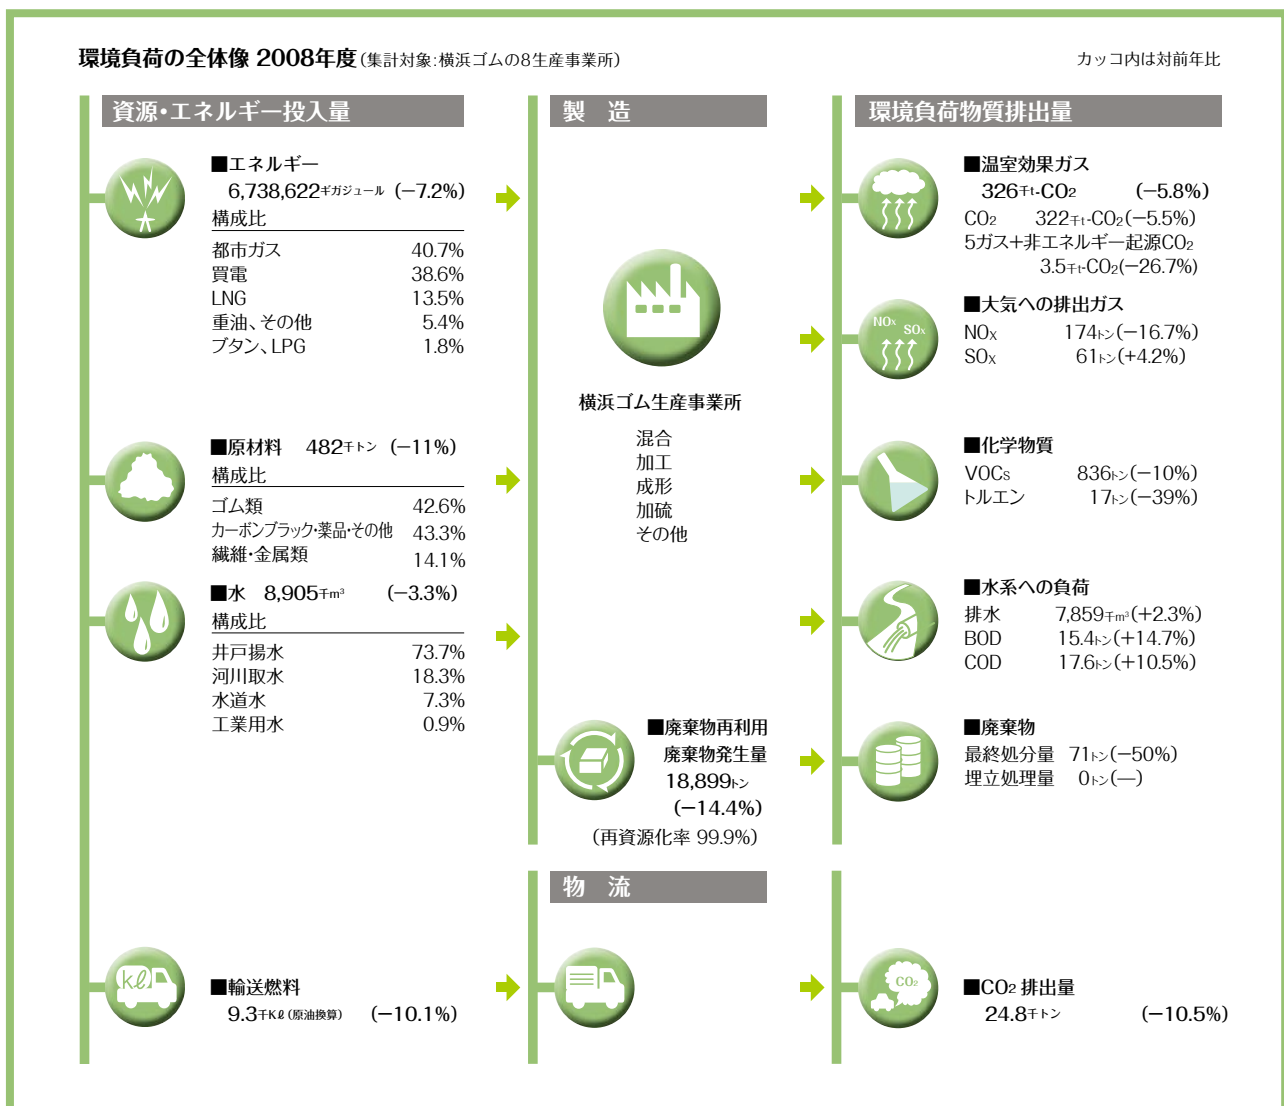 環境負荷の全体像 2008年度(集計対象:横浜ゴムの8生産事業所)
カッコ内は対前年比
資源・エネルギー投入量
■エネルギー
6,738,622ギガジュール (−7.2%)
構成比
都市ガス 40.7%
買電 38.6%
LNG 13.5%
重油、その他 5.4%
ブタン、LPG 1.8%
■原材料 482千トン (−11%)
構成比
ゴム類 42.6%
カーボンブラック・薬品・その他 43.3%
繊維・金属類 14.1%
■水 8,905千m³ (−3.3%)
構成比
井戸揚水 73.7%
河川取水 18.3%
水道水 7.3%
工業用水 0.9%
kℓ
■輸送燃料
9.3千Kℓ(原油換算) (−10.1%)
製 造
横浜ゴム生産事業所
混合
加工
成形
加硫
その他
■廃棄物再利用
廃棄物発生量
18,899トン
(−14.4%)
(再資源化率 99.9%)
物 流
環境負荷物質排出量
■温室効果ガス
326千t-CO2 (−5.8%)
CO2 322千t-CO2(−5.5%)
5ガス+非エネルギー起源CO2
3.5千t-CO2(−26.7%)
NOx SOx
■大気への排出ガス
NOx 174トン(−16.7%)
SOx 61トン(+4.2%)
■化学物質
VOCs 836トン(−10%)
トルエン 17トン(−39%)
■水系への負荷
排水 7,859千m³(+2.3%)
BOD 15.4トン(+14.7%)
COD 17.6トン(+10.5%)
■廃棄物
最終処分量 71トン(−50%)
埋立処理量 0トン(―)
CO2
■CO2 排出量
24.8千トン (−10.5%)